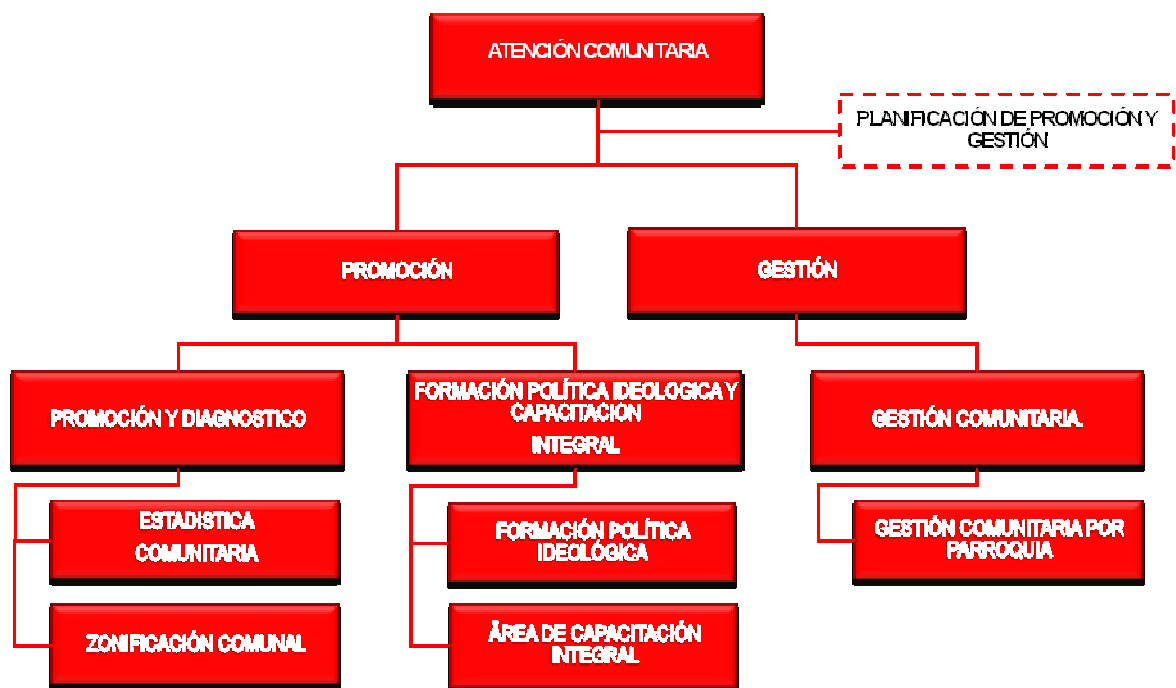 ATENCIÓN COMUNITARIA
PLANIFICACIÓN DE PROMOCIÓN Y
GESTIÓN
PROMOCIÓN
GESTIÓN
PROMOCIÓN Y DIAGNOSTICO
FORMACIÓN POLÍTICA IDEOLOGICA Y
CAPACITACION
INTEGRAL
GESTIÓN COMUNITARIA.
ESTADISTICA
COMUNITARIA
FORMACIÓN POLÍTICA
IDEOLÓGICA
GESTIÓN COMUNITARIA POR
PARROQUIA
ZONIFICACIÓN COMUNAL
ÁREA DE CAPACITACIÓN
INTEGRAL